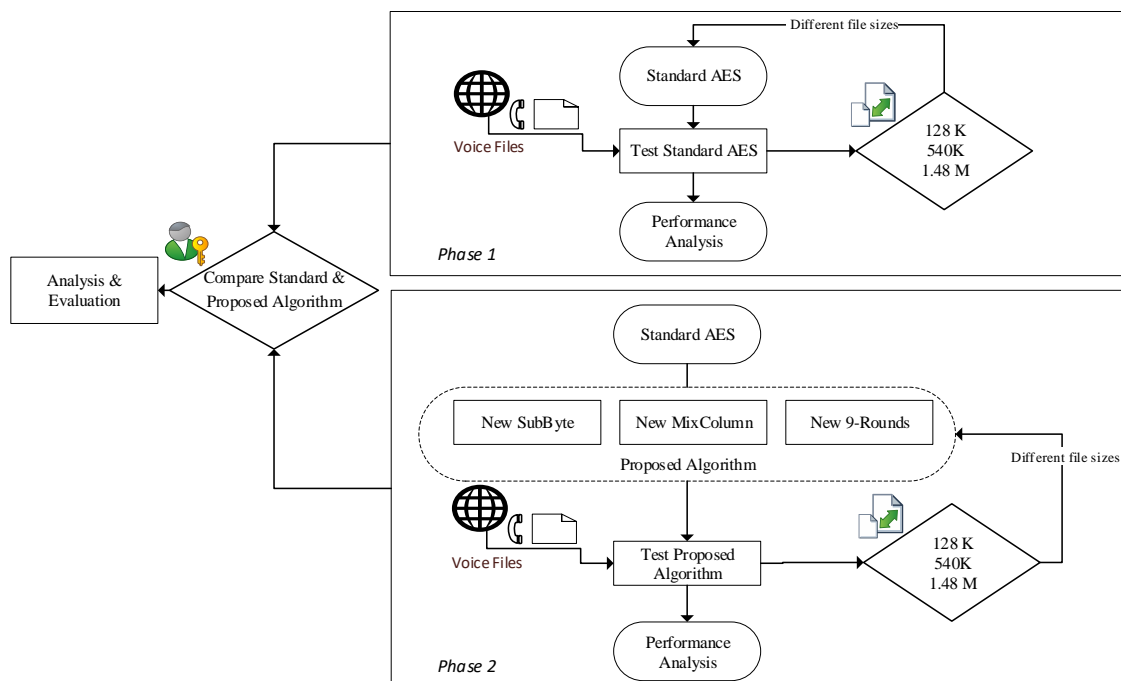 Different file sizes
Standard AES
Voice Files
Test Standard AES
128 K
540K
1.48 M
Performance
Analysis
Phase 1
Analysis &
Evaluation
Compare Standard &
Proposed Algorithm
Standard AES
New SubByte
New MixColumn
New 9-Rounds
Proposed Algorithm
Different file sizes
Voice Files
Test Proposed
Algorithm
128 K
540K
1.48 M
Performance
Analysis
Phase 2